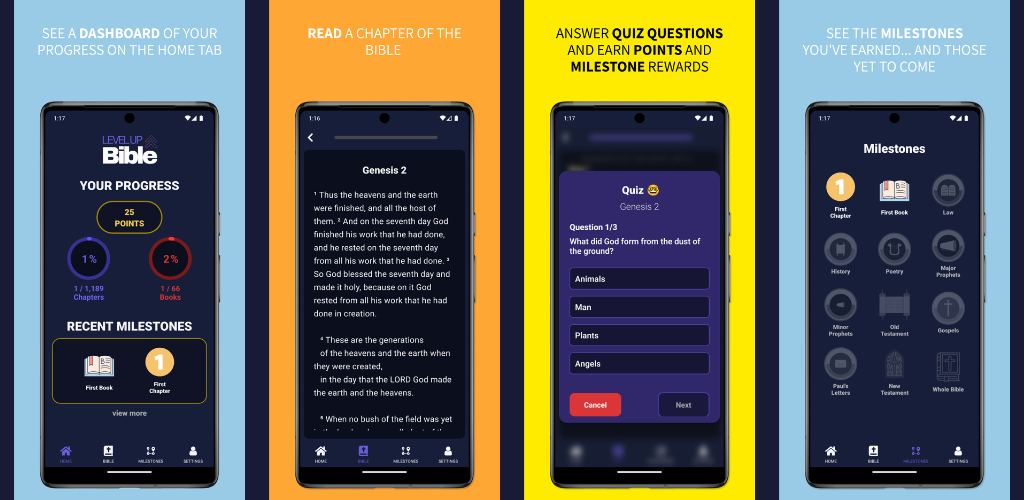 SEE A DASHBOARD OF YOUR
PROGRESS ON THE HOME TAB
1:17
LEVEL UP
Bible
YOUR PROGRESS
25
POINTS
1%
2%
1 / 1,189
Chapters
1 / 66
Books
RECENT MILESTONES
First Book
1
First
Chapter
view more
HOME
BIBLE
MILESTONES
SETTINGS
READ A CHAPTER OF THE
BIBLE
1:16
Genesis 2
¹ Thus the heavens and the earth
were finished, and all the host of
them. ² And on the seventh day God
finished his work that he had done,
and he rested on the seventh day
from all his work that he had done. ³
So God blessed the seventh day and
made it holy, because on it God
rested from all his work that he had
done in creation.
⁴ These are the generations
of the heavens and the earth when
they were created,
in the day that the LORD God made
the earth and the heavens.
⁵ When no bush of the field was yet
HOME
BIBLE
MILESTONES
SETTINGS
ANSWER QUIZ QUESTIONS
AND EARN POINTS AND
MILESTONE REWARDS
1:17
Quiz
Genesis 2
Question 1/3
What did God form from the dust of
the ground?
Animals
Man
Plants
Angels
Cancel
Next
SEE THE MILESTONES
YOU'VE EARNED... AND THOSE
YET TO COME
1:17
Milestones
1
First
Chapter
First Book
Law
History
Poetry
Major
Prophets
Minor
Prophets
Old
Testament
Gospels
Paul's
Letters
New
Testament
Whole Bible
HOME
BIBLE
MILESTONES
SETTINGS